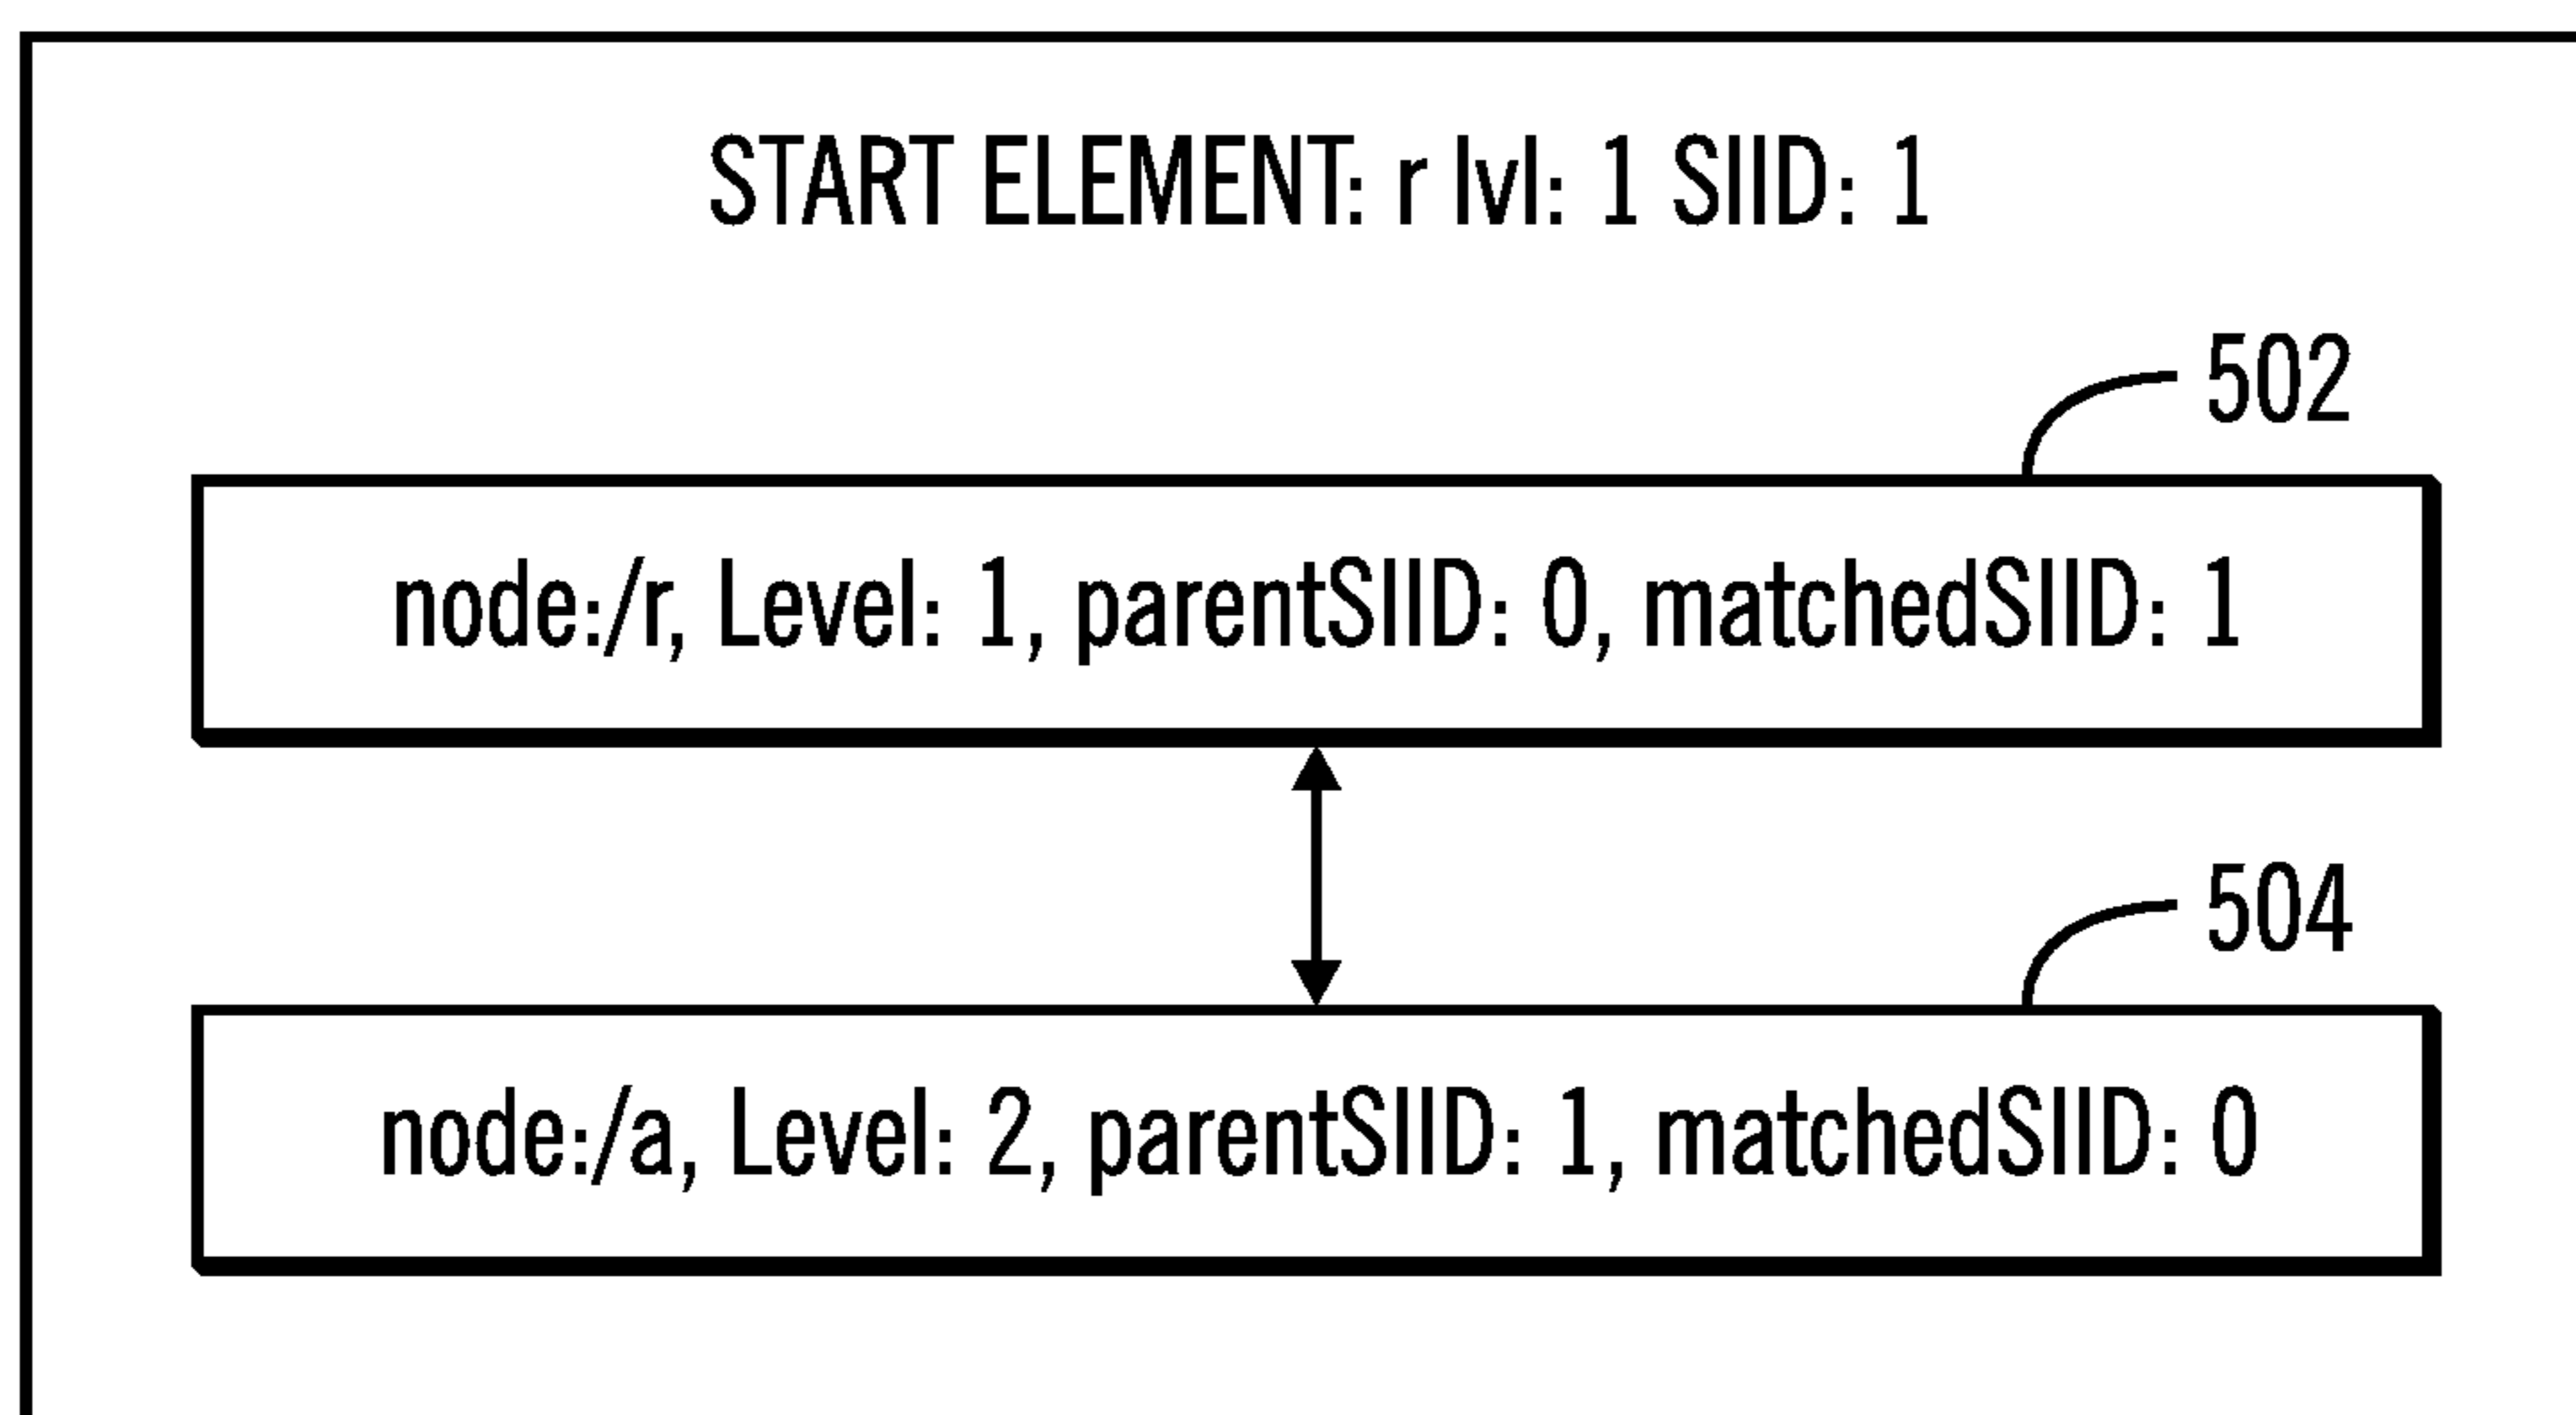 START ELEMENT: r lvl: 1 SIID: 1
502
node:/r, Level: 1, parentSIID: 0, matchedSIID: 1
504
node:/a, Level: 2, parentSIID: 1, matchedSIID: 0